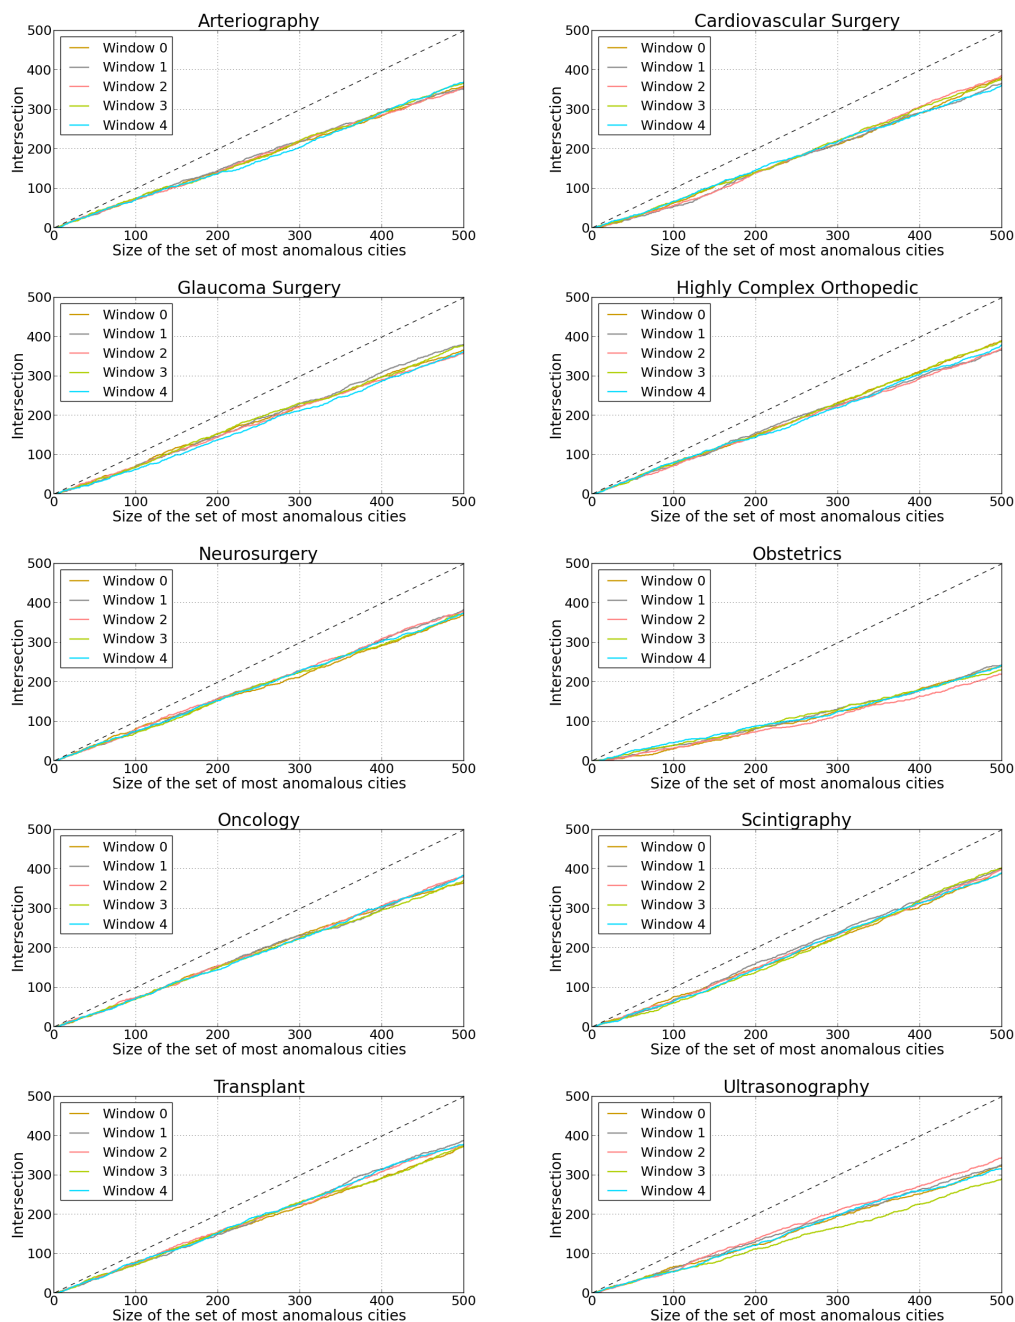 Arteriography
500
400
300
200
100
0
Window 0
Window 1
Window 2
Window 3
Window 4
Intersection
0 100 200 300 400 500
Size of the set of most anomalous cities
Cardiovascular Surgery
500
400
300
200
100
0
Window 0
Window 1
Window 2
Window 3
Window 4
Intersection
0 100 200 300 400 500
Size of the set of most anomalous cities
Glaucoma Surgery
500
400
300
200
100
0
Window 0
Window 1
Window 2
Window 3
Window 4
Intersection
0 100 200 300 400 500
Size of the set of most anomalous cities
Highly Complex Orthopedic
500
400
300
200
100
0
Window 0
Window 1
Window 2
Window 3
Window 4
Intersection
0 100 200 300 400 500
Size of the set of most anomalous cities
Neurosurgery
500
400
300
200
100
0
Window 0
Window 1
Window 2
Window 3
Window 4
Intersection
0 100 200 300 400 500
Size of the set of most anomalous cities
Obstetrics
500
400
300
200
100
0
Window 0
Window 1
Window 2
Window 3
Window 4
Intersection
0 100 200 300 400 500
Size of the set of most anomalous cities
Oncology
500
400
300
200
100
0
Window 0
Window 1
Window 2
Window 3
Window 4
Intersection
0 100 200 300 400 500
Size of the set of most anomalous cities
Scintigraphy
500
400
300
200
100
0
Window 0
Window 1
Window 2
Window 3
Window 4
Intersection
0 100 200 300 400 500
Size of the set of most anomalous cities
Transplant
500
400
300
200
100
0
Window 0
Window 1
Window 2
Window 3
Window 4
Intersection
0 100 200 300 400 500
Size of the set of most anomalous cities
Ultrasonography
500
400
300
200
100
0
Window 0
Window 1
Window 2
Window 3
Window 4
Intersection
0 100 200 300 400 500
Size of the set of most anomalous cities